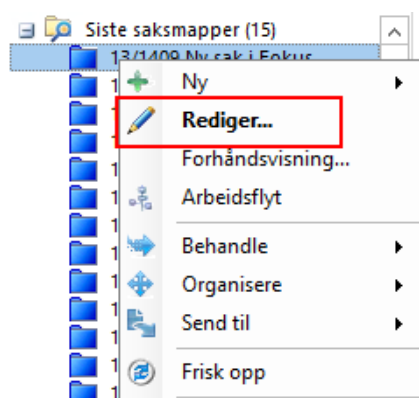 Siste saksmapper (15)
13/1409 Ny sak i Fokus
Ny
Rediger...
Forhåndsvisning...
Arbeidsflyt
Behandle
Organisere
Send til
Frisk opp